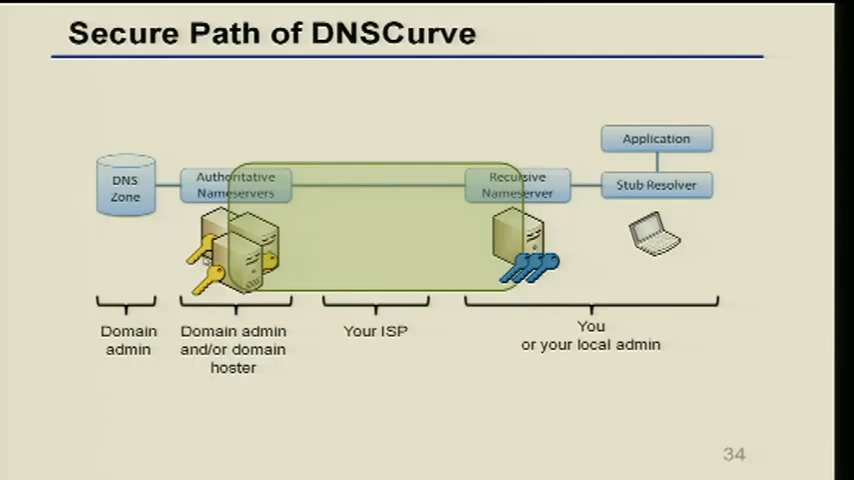 Secure Path of DNSCurve
Application
DNS
Zone
Authoritative
Nameservers
Recursive
Nameserver
Stub Resolver
Domain
admin
Domain admin
and/or domain
hoster
Your ISP
You
or your local admin
34